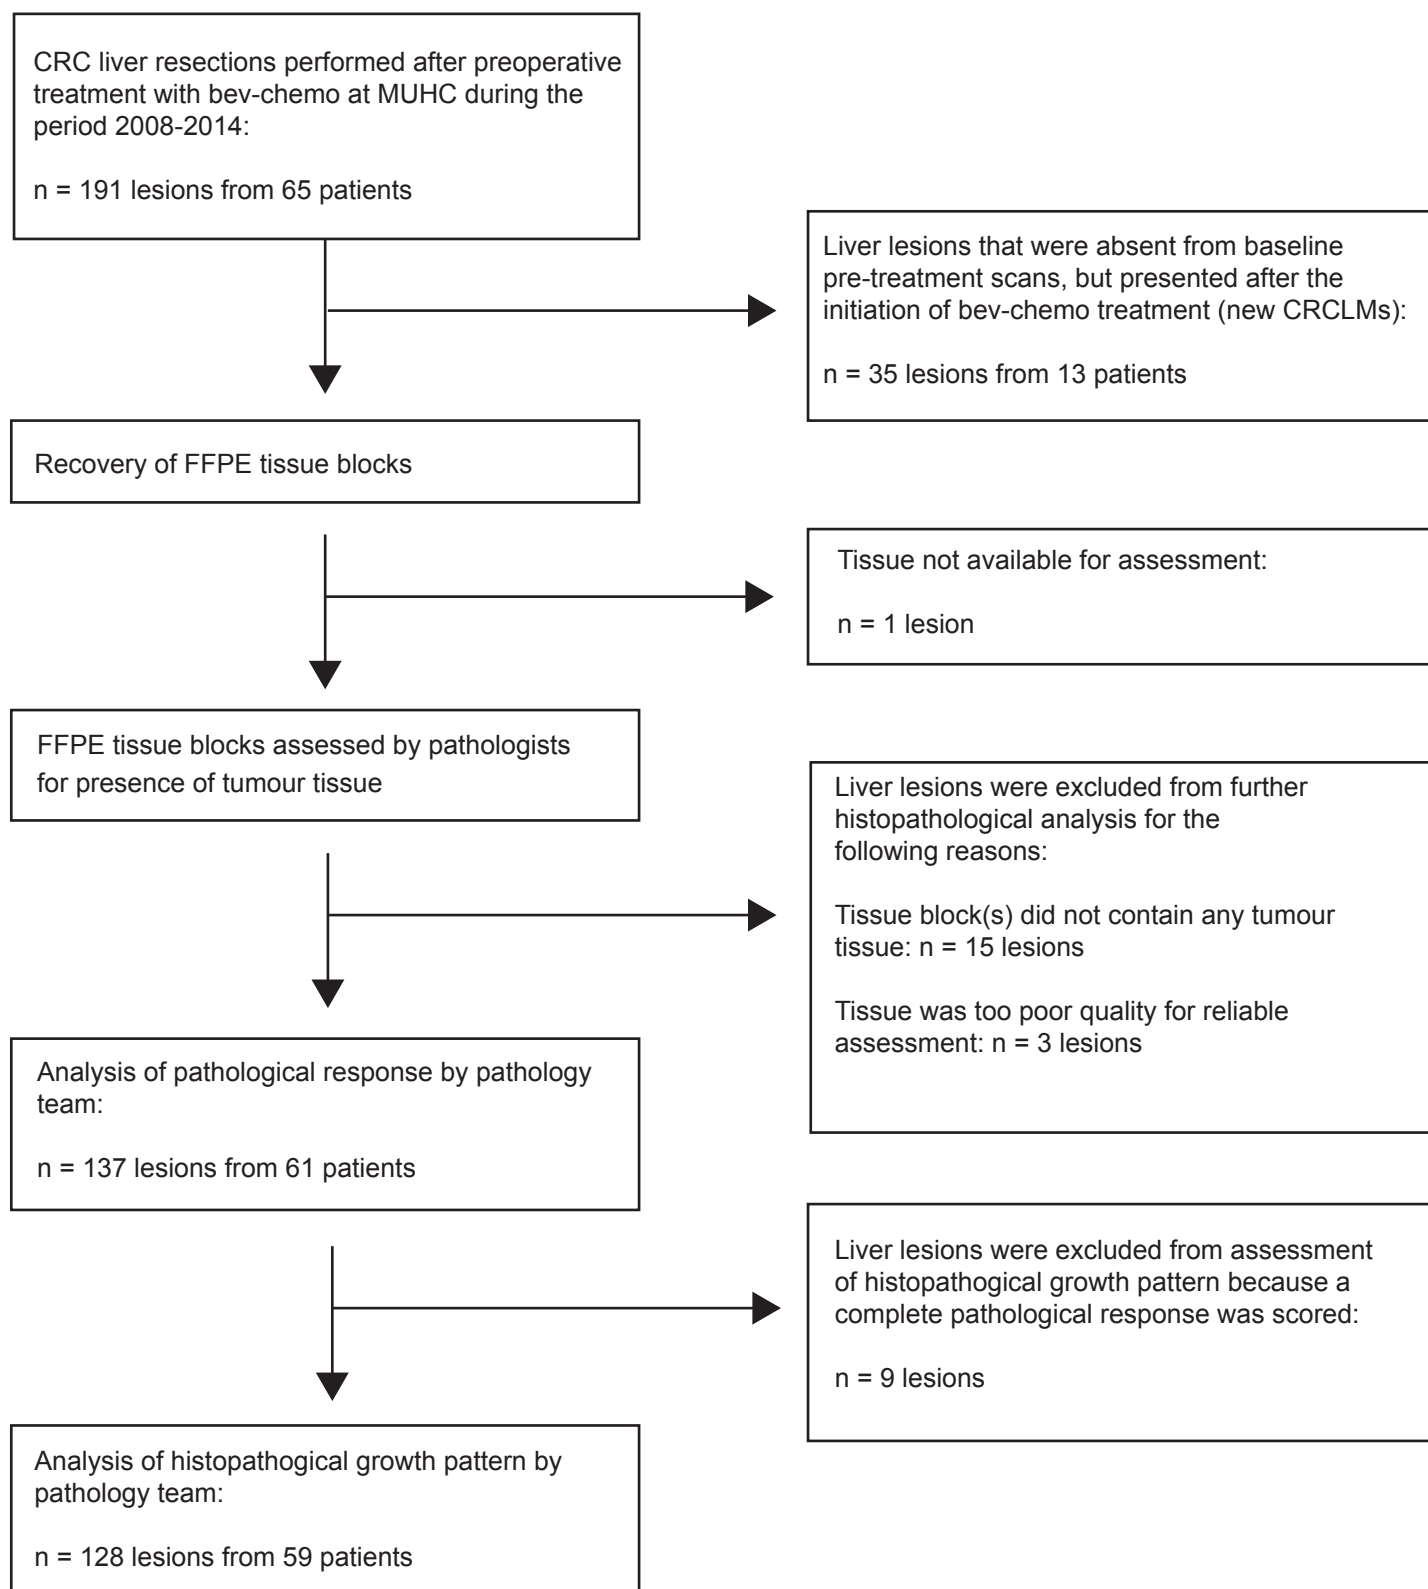 CRC liver resections performed after preoperative
treatment with bev-chemo at MUHC during the
period 2008-2014:
n = 191 lesions from 65 patients
Liver lesions that were absent from baseline
pre-treatment scans, but presented after the
initiation of bev-chemo treatment (new CRCLMs):
n = 35 lesions from 13 patients
Recovery of FFPE tissue blocks
Tissue not available for assessment:
n = 1 lesion
FFPE tissue blocks assessed by pathologists
for presence of tumour tissue
Liver lesions were excluded from further
histopathological analysis for the
following reasons:
Tissue block(s) did not contain any tumour
tissue: n = 15 lesions
Tissue was too poor quality for reliable
assessment: n = 3 lesions
Analysis of pathological response by pathology
team:
n = 137 lesions from 61 patients
Liver lesions were excluded from assessment
of histopathogical growth pattern because a
complete pathological response was scored:
n = 9 lesions
Analysis of histopathogical growth pattern by
pathology team:
n = 128 lesions from 59 patients